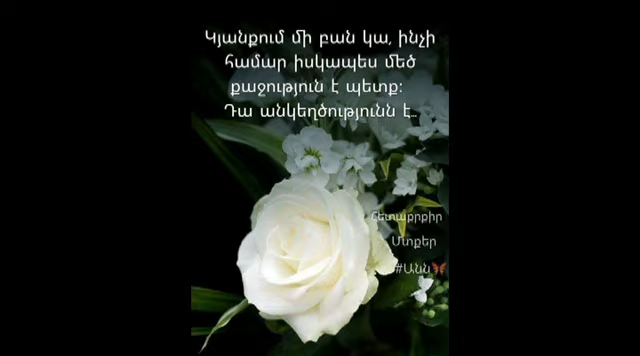 Կյանքում մի բան կա, ինչի
համար իսկապես մեծ
քաջություն է պետք:
Դա անկեղծությունն է...
Հետաքրքիր
Մտքեր
#Անն🦋